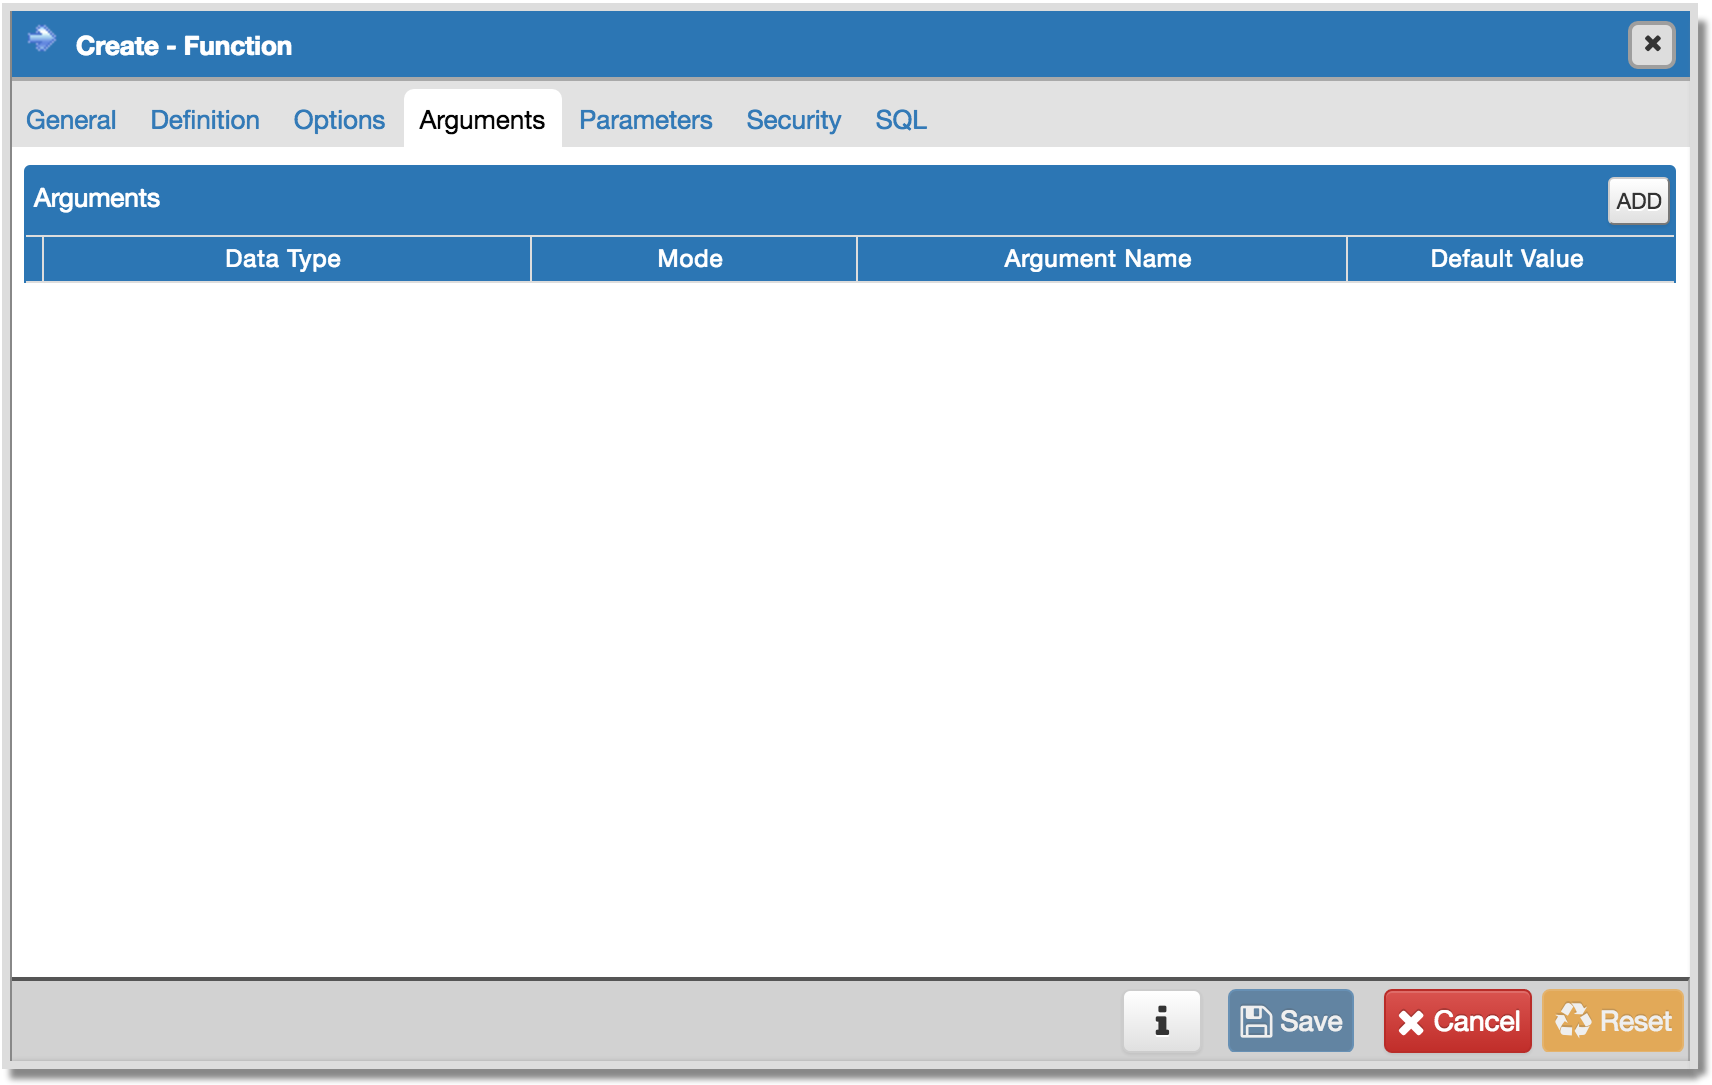 Create - Function
General Definition Options Arguments Parameters Security SQL
Arguments
ADD
Data Type Mode Argument Name Default Value
i Save Cancel Reset